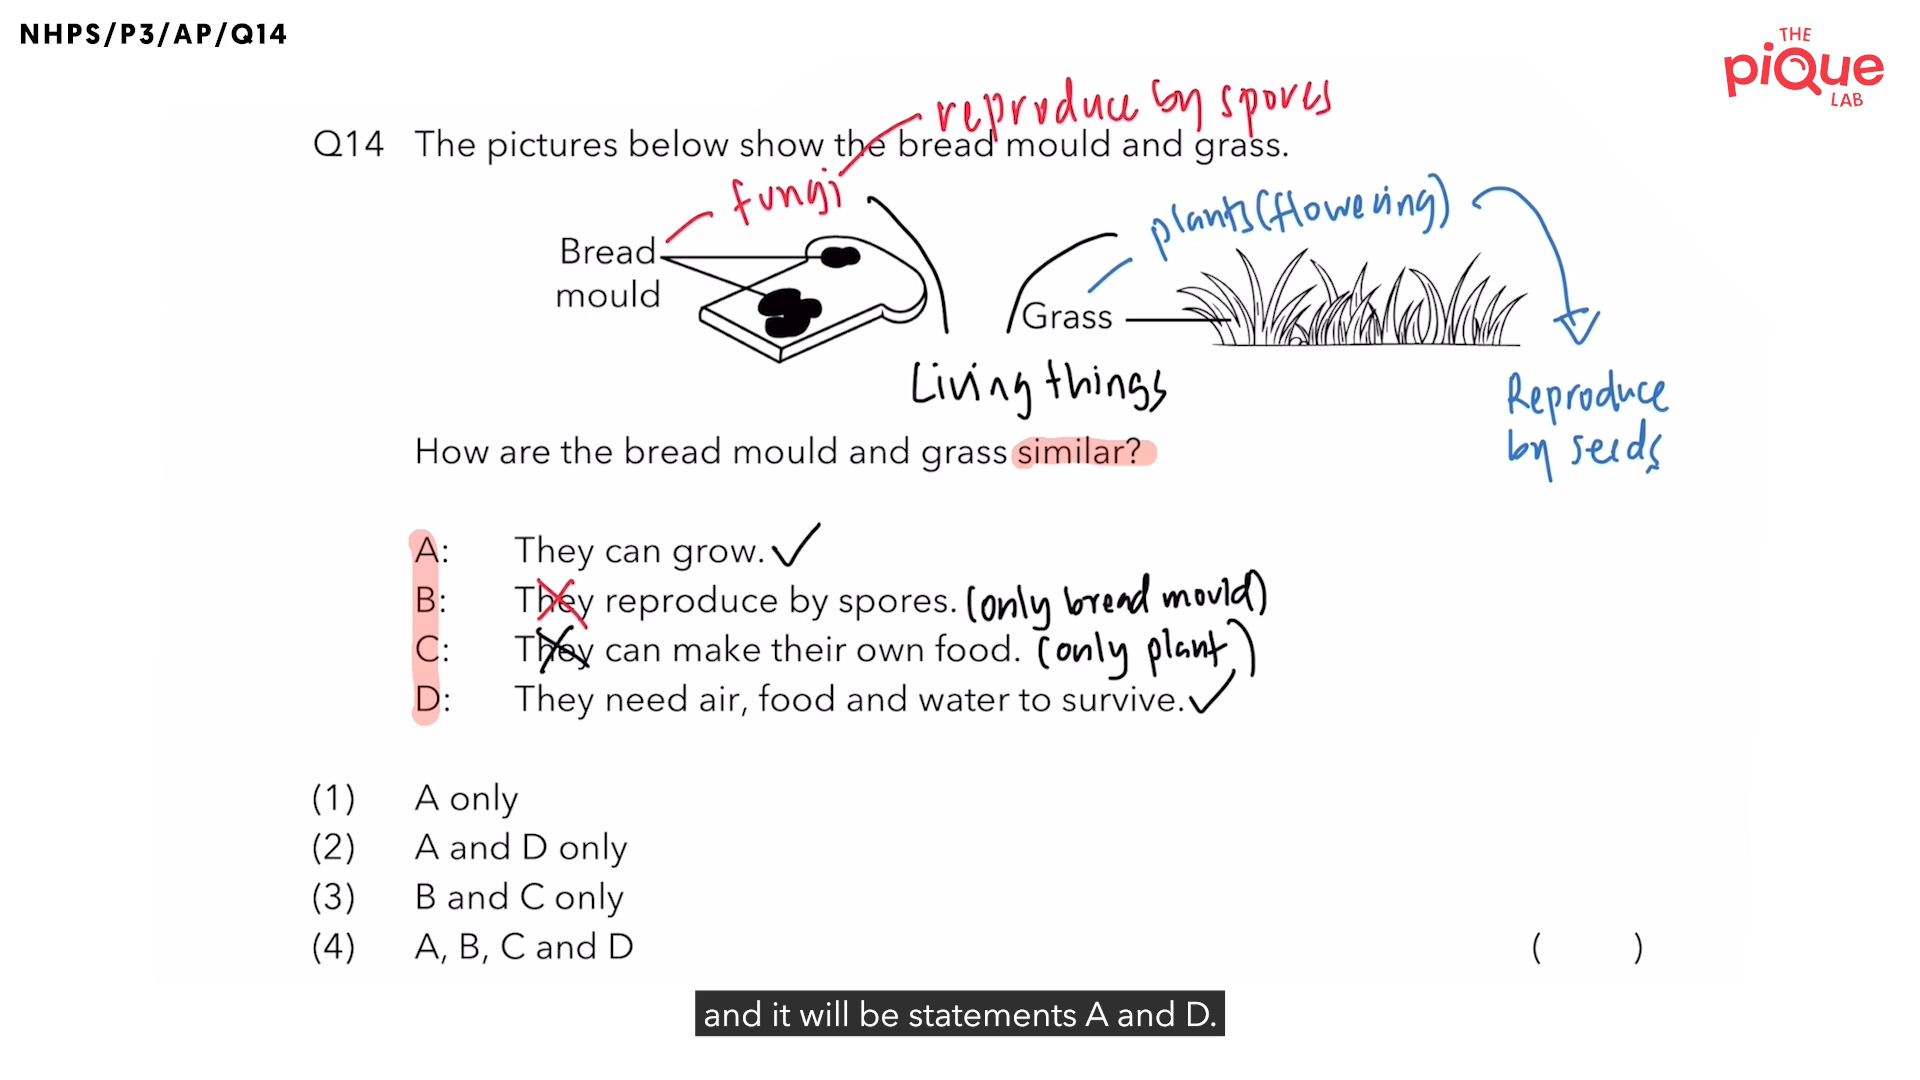 NHPS/P3/AP/Q14
THE
piQue
LAB
reproduce by spores
Q14 The pictures below show the bread mould and grass.
fungi
plants(flowering)
Bread
mould
Grass
Living things
Reproduce
by seeds
How are the bread mould and grass similar?
A: They can grow.
B: They reproduce by spores. (only bread mould)
C: They can make their own food. (only plant)
D: They need air, food and water to survive.
(1) A only
(2) A and D only
(3) B and C only
(4) A, B, C and D ( )
and it will be statements A and D.